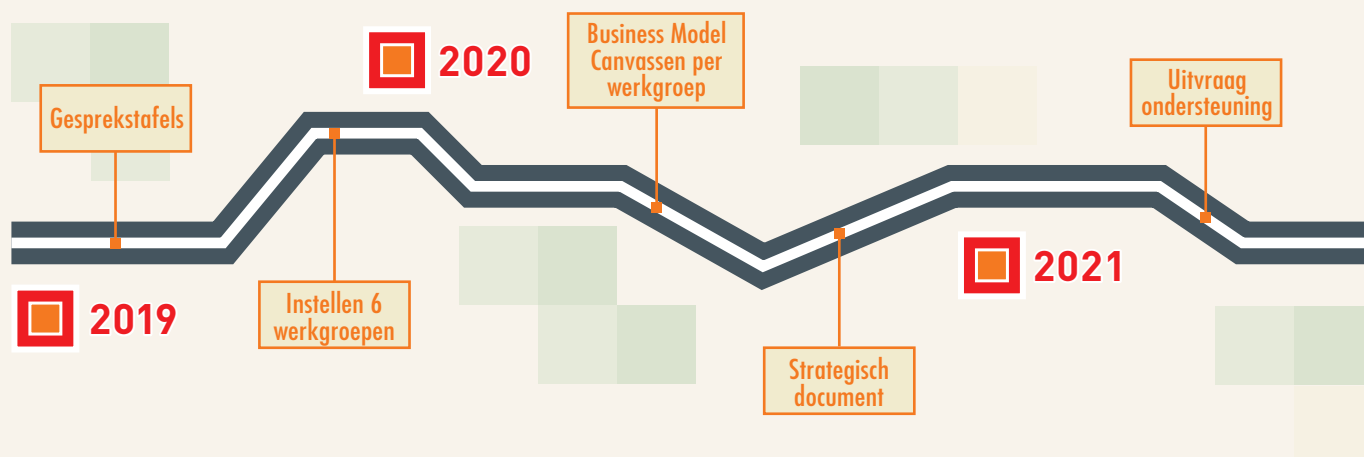 Gesprekstafels
2019
2020
Instellen 6
werkgroepen
Business Model
Canvassen per
werkgroep
Strategisch
document
2021
Uitvraag
ondersteuning